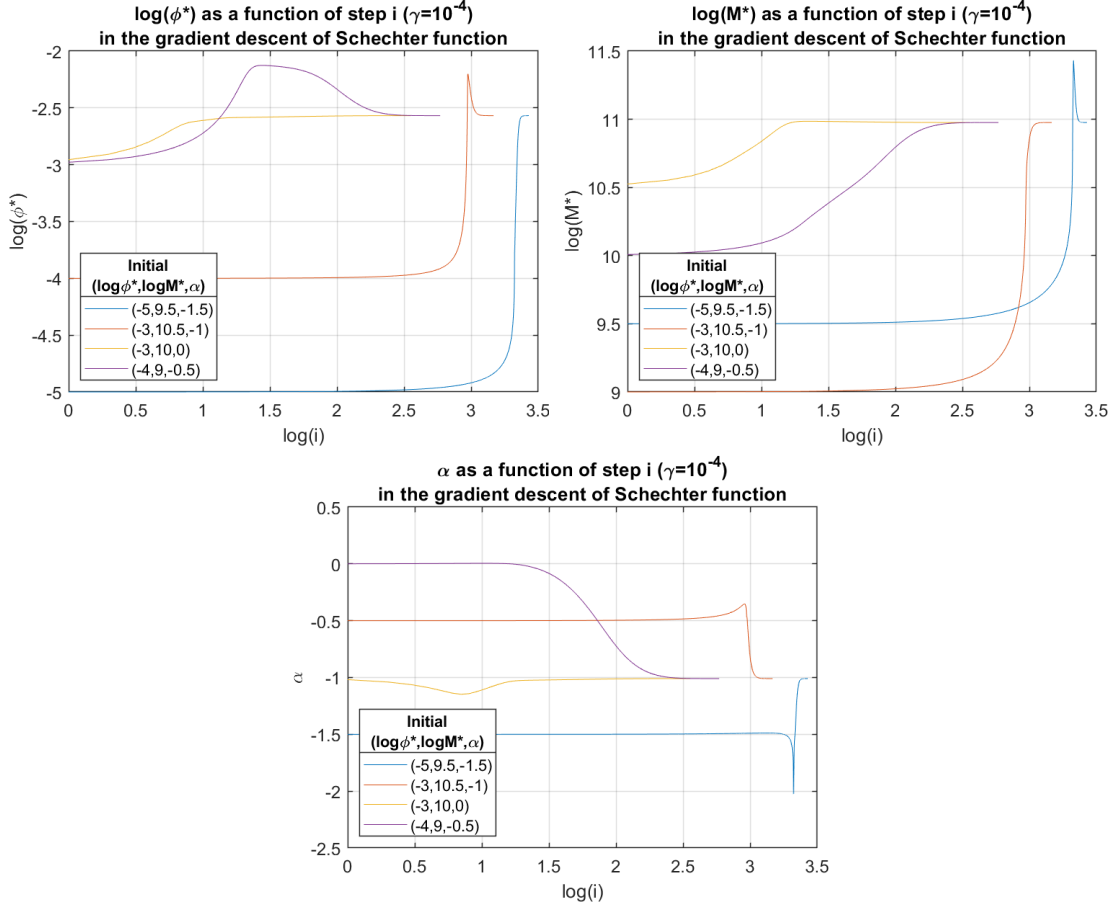 log(ϕ*) as a function of step i (γ=10⁻⁴)
in the gradient descent of Schechter function
-2
-2.5
-3
-3.5
-4
-4.5
-5
log(ϕ*)
Initial
(logϕ*,logM*,α)
(-5,9.5,-1.5)
(-3,10.5,-1)
(-3,10,0)
(-4,9,-0.5)
0 0.5 1 1.5 2 2.5 3 3.5
log(i)
log(M*) as a function of step i (γ=10⁻⁴)
in the gradient descent of Schechter function
11.5
11
10.5
10
9.5
9
log(M*)
Initial
(logϕ*,logM*,α)
(-5,9.5,-1.5)
(-3,10.5,-1)
(-3,10,0)
(-4,9,-0.5)
0 0.5 1 1.5 2 2.5 3 3.5
log(i)
α as a function of step i (γ=10⁻⁴)
in the gradient descent of Schechter function
0.5
0
-0.5
-1
-1.5
-2
-2.5
α
Initial
(logϕ*,logM*,α)
(-5,9.5,-1.5)
(-3,10.5,-1)
(-3,10,0)
(-4,9,-0.5)
0 0.5 1 1.5 2 2.5 3 3.5
log(i)